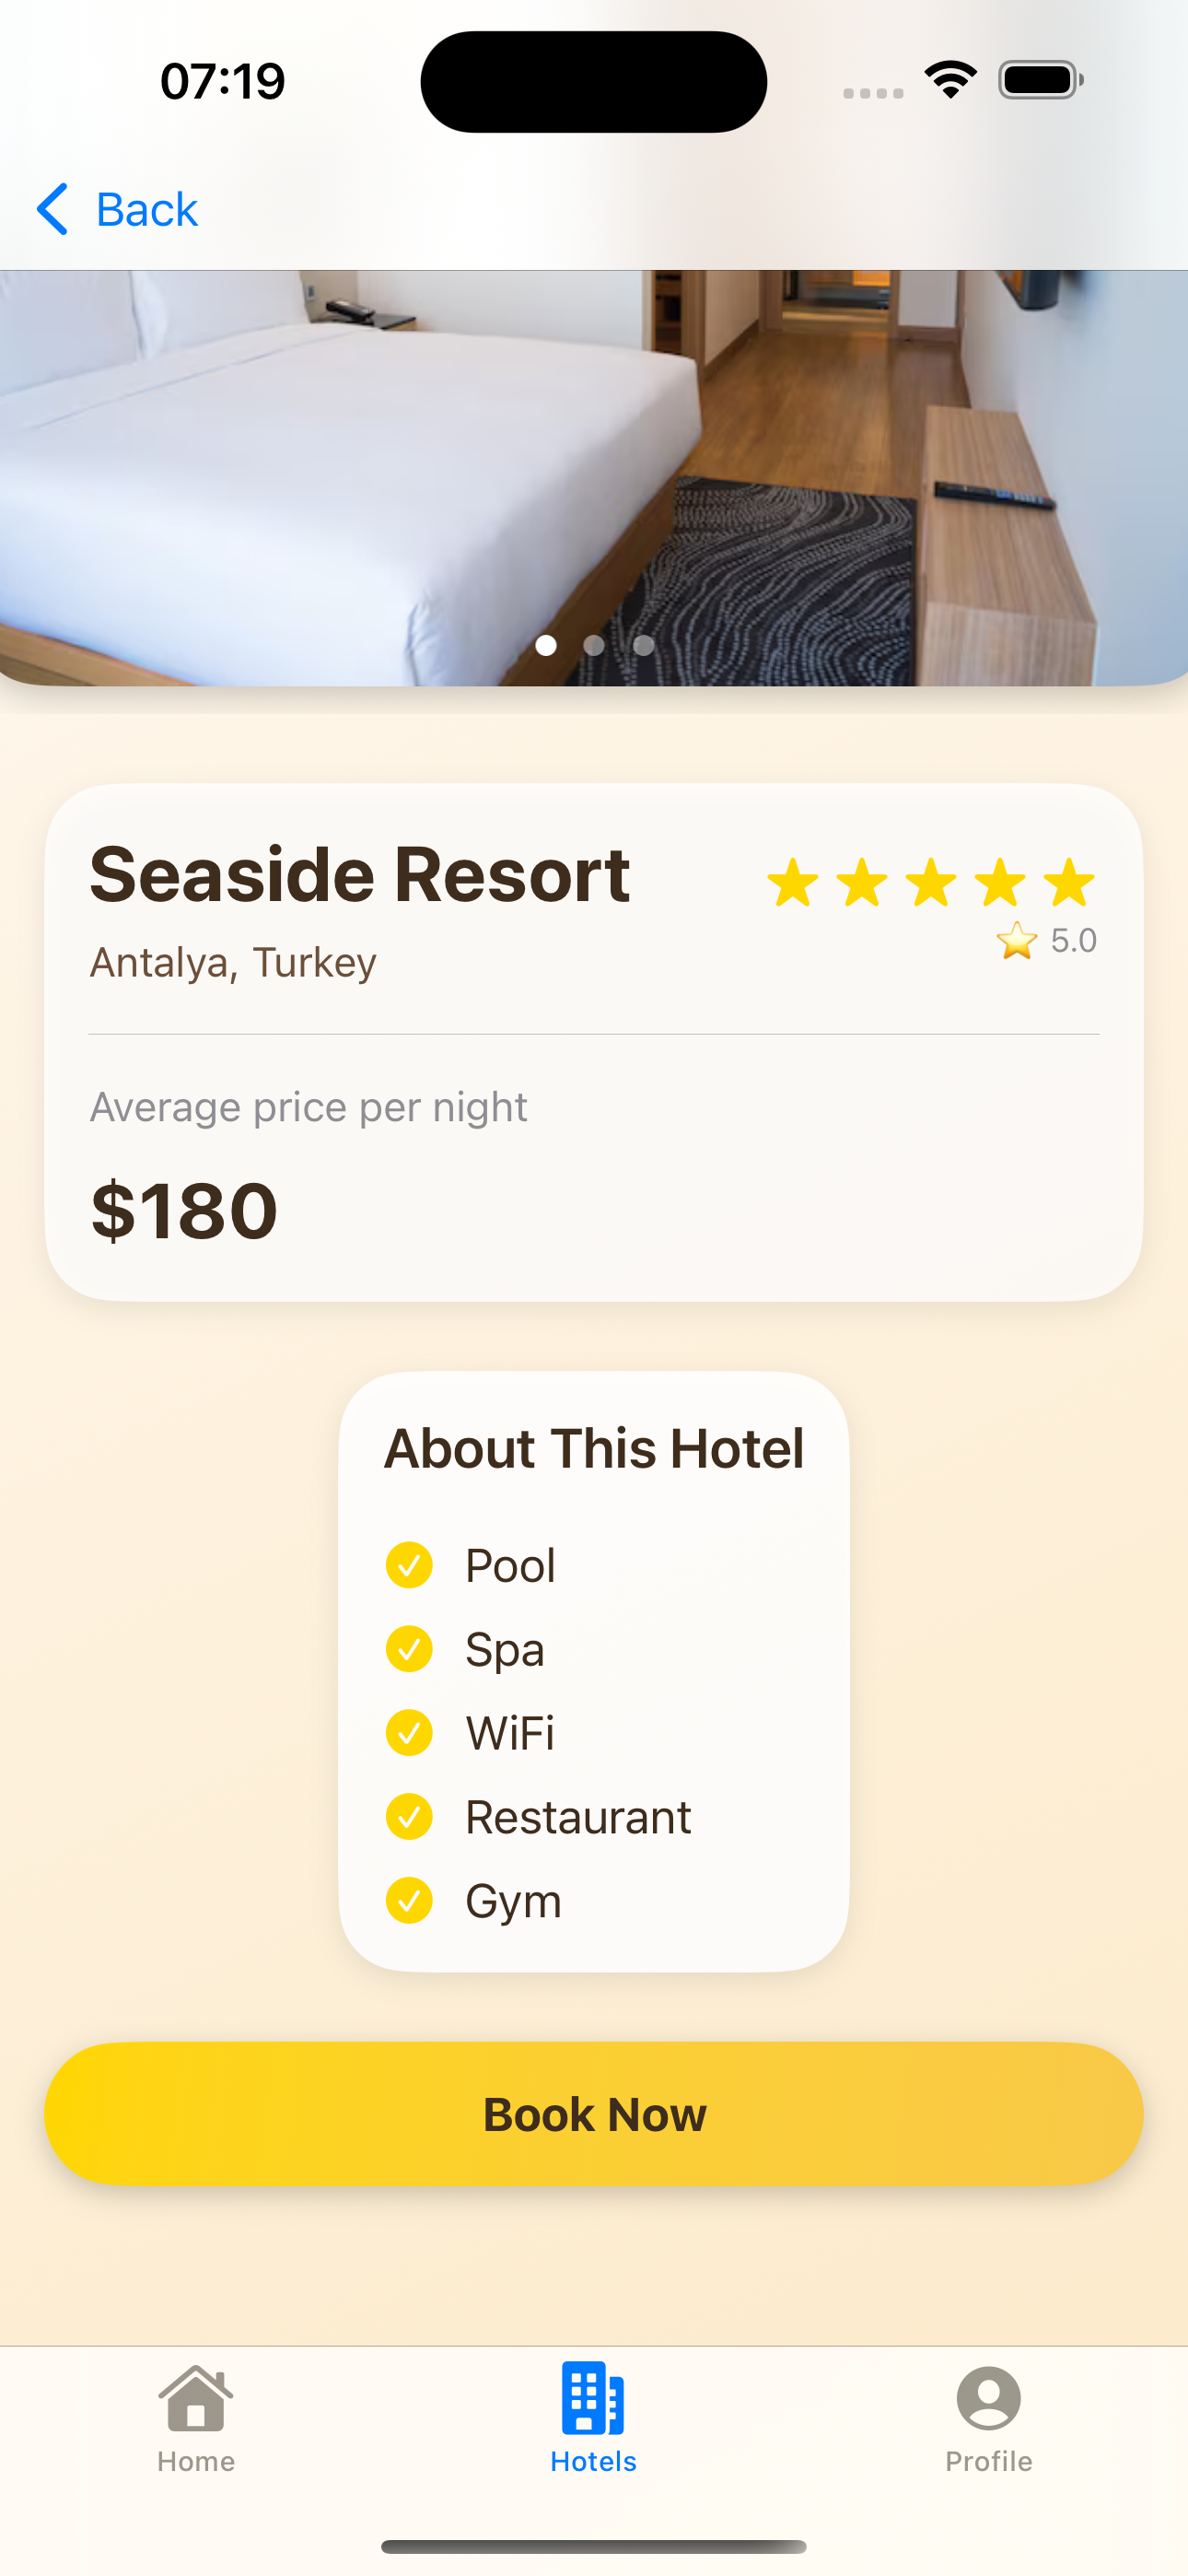 07:19
Back
Seaside Resort
Antalya, Turkey
5.0
Average price per night
$180
About This Hotel
Pool
Spa
WiFi
Restaurant
Gym
Book Now
Home
Hotels
Profile